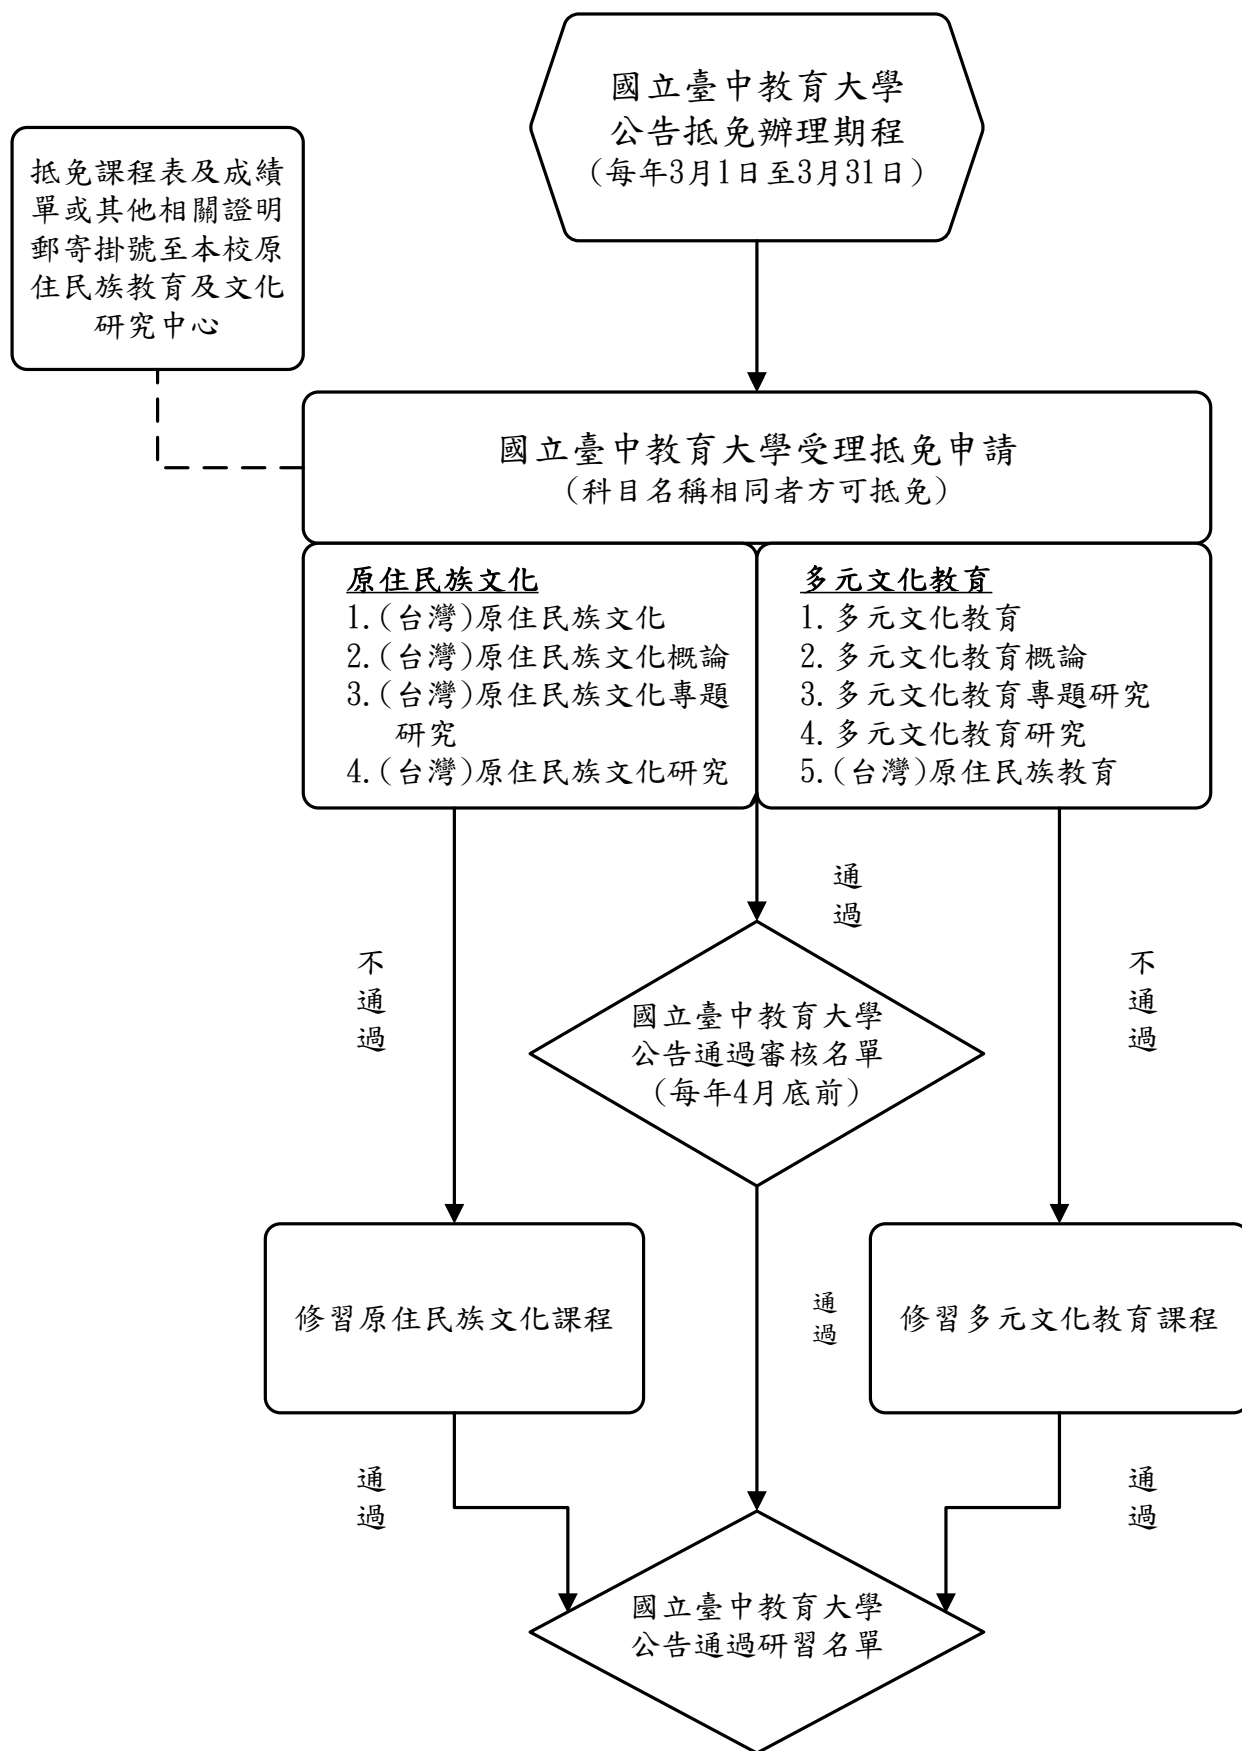 國立臺中教育大學
公告抵免辦理期程
(每年3月1日至3月31日)
抵免課程表及成績
單或其他相關證明
郵寄掛號至本校原
住民族教育及文化
研究中心
國立臺中教育大學受理抵免申請
(科目名稱相同者方可抵免)
原住民族文化
1.(台灣)原住民族文化
2.(台灣)原住民族文化概論
3.(台灣)原住民族文化專題
研究
4.(台灣)原住民族文化研究
多元文化教育
1.多元文化教育
2.多元文化教育概論
3.多元文化教育專題研究
4.多元文化教育研究
5.(台灣)原住民族教育
通過
不通過
不通過
國立臺中教育大學
公告通過審核名單
(每年4月底前)
修習原住民族文化課程
通過
修習多元文化教育課程
通過
通過
國立臺中教育大學
公告通過研習名單